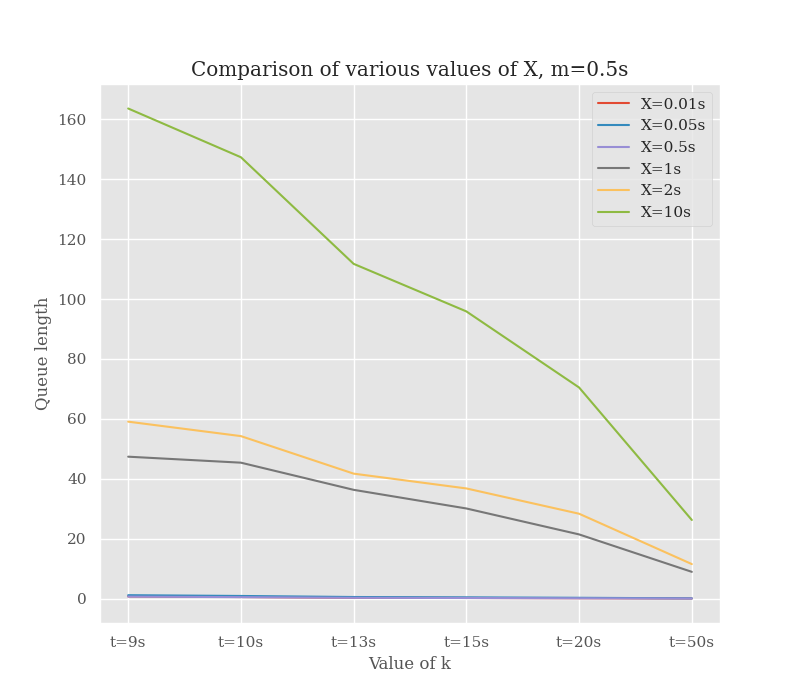 Comparison of various values of X, m=0.5s
X=0.01s
X=0.05s
X=0.5s
X=1s
X=2s
X=10s
160
140
120
100
80
60
40
20
0
Queue length
t=9s t=10s t=13s t=15s t=20s t=50s
Value of k